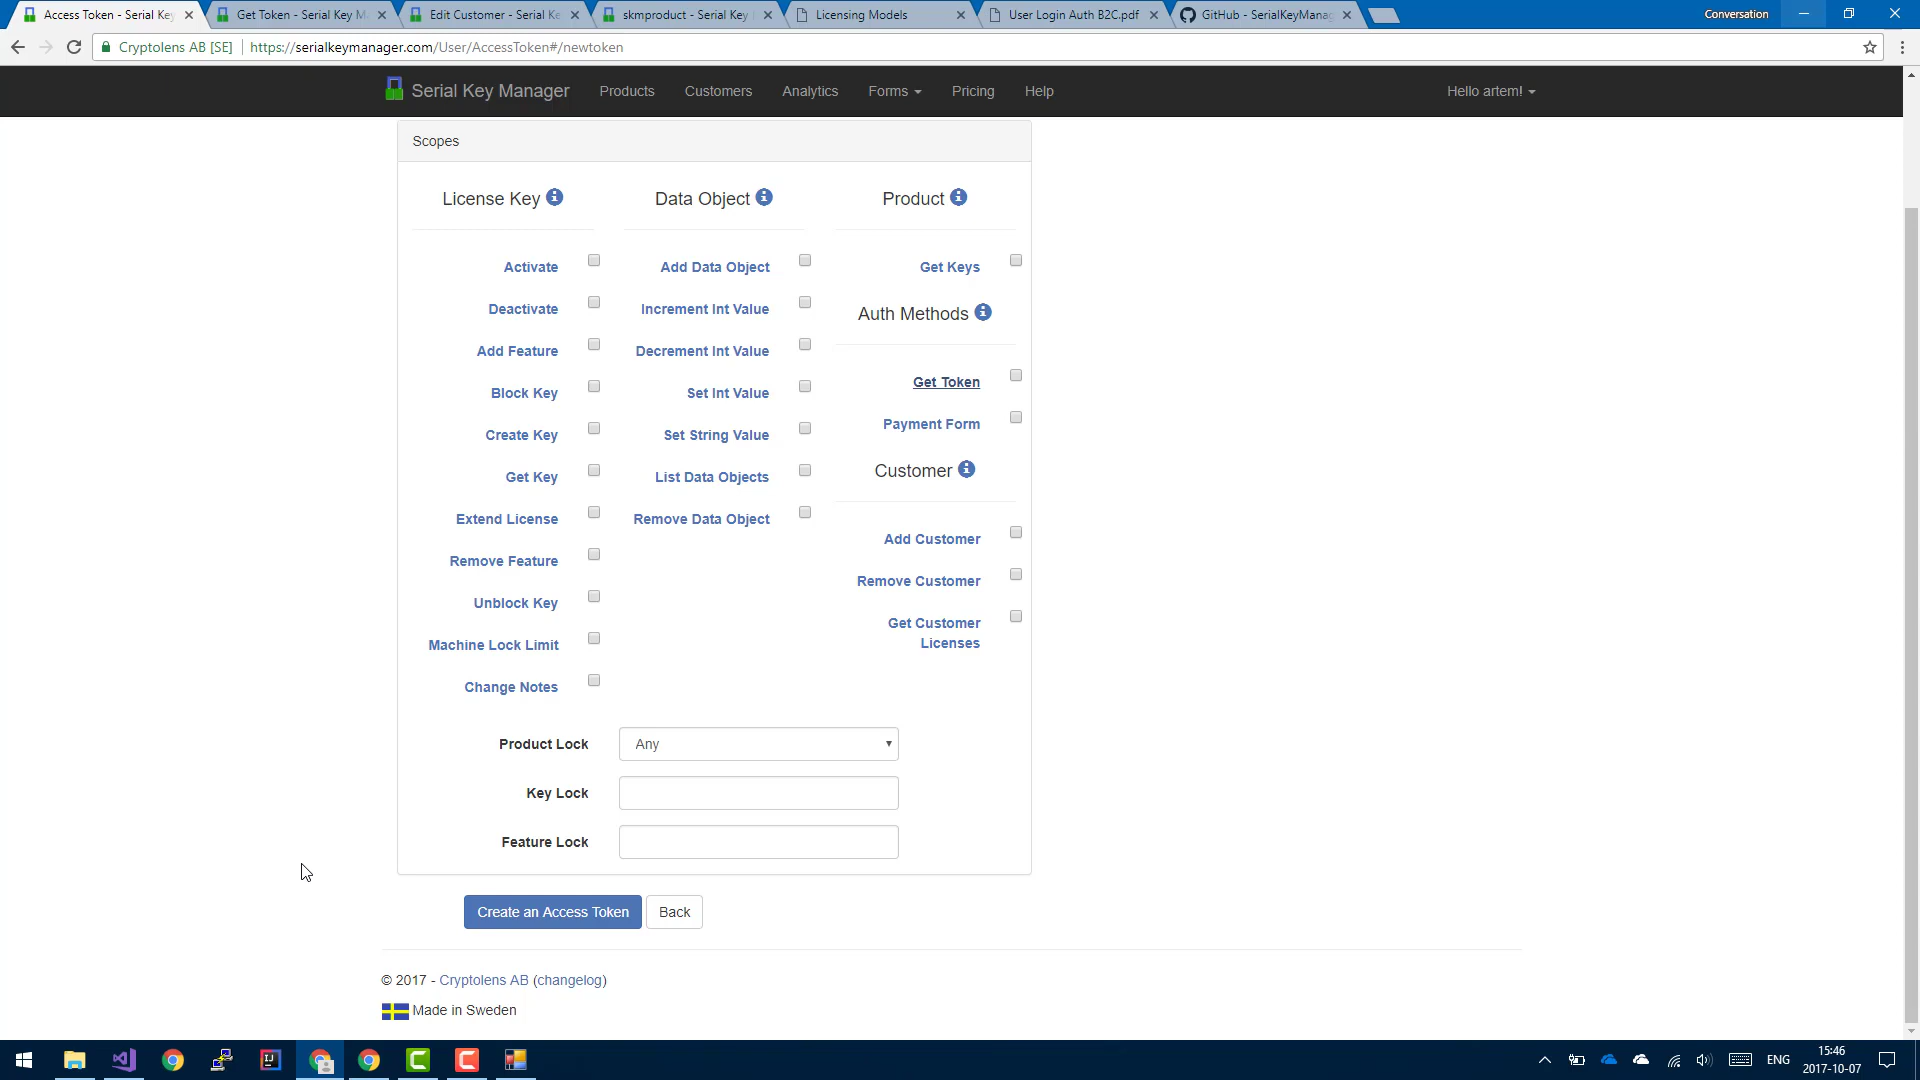 Access Token - Serial Key
Get Token - Serial Key M
Edit Customer - Serial Ke
skmproduct - Serial Key
Licensing Models
User Login Auth B2C.pdf
GitHub - SerialKeyManag
Conversation
Cryptolens AB [SE]
https://serialkeymanager.com/User/AccessToken#/newtoken
Serial Key Manager
Products
Customers
Analytics
Forms
Pricing
Help
Hello artem!
Scopes
License Key
Data Object
Product
Activate
Add Data Object
Get Keys
Deactivate
Increment Int Value
Auth Methods
Add Feature
Decrement Int Value
Get Token
Block Key
Set Int Value
Payment Form
Create Key
Set String Value
Customer
Get Key
List Data Objects
Extend License
Remove Data Object
Add Customer
Remove Feature
Remove Customer
Unblock Key
Get Customer
Licenses
Machine Lock Limit
Change Notes
Product Lock
Any
Key Lock
Feature Lock
Create an Access Token
Back
© 2017 - Cryptolens AB (changelog)
Made in Sweden
ENG
15:46
2017-10-07